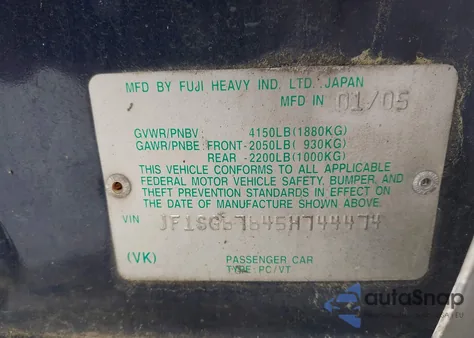 MFD BY FUJI HEAVY IND. LTD. JAPAN
MFD IN 01/05
GVWR/PNBV 4150LB(1880KG)
GAWR/PNBE FRONT-2050LB( 930KG)
REAR -2200LB(1000KG)
THIS VEHICLE CONFORMS TO ALL APPLICABLE
FEDERAL MOTOR VEHICLE SAFETY, BUMPER, AND
THEFT PREVENTION STANDARDS IN EFFECT ON
THE DATE OF MANUFACTURE SHOWN ABOVE.
VIN JF1SG67645H744474
(VK) PASSENGER CAR
TYPE: PC/VT
autoSnap